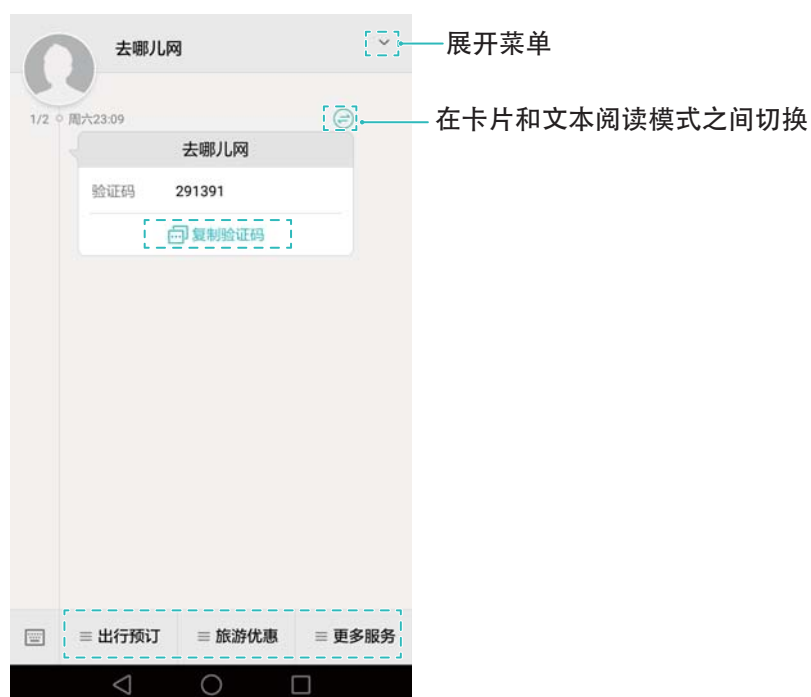 去哪儿网
展开菜单
1/2 周六23:09
在卡片和文本阅读模式之间切换
去哪儿网
验证码 291391
复制验证码
出行预订 旅游优惠 更多服务